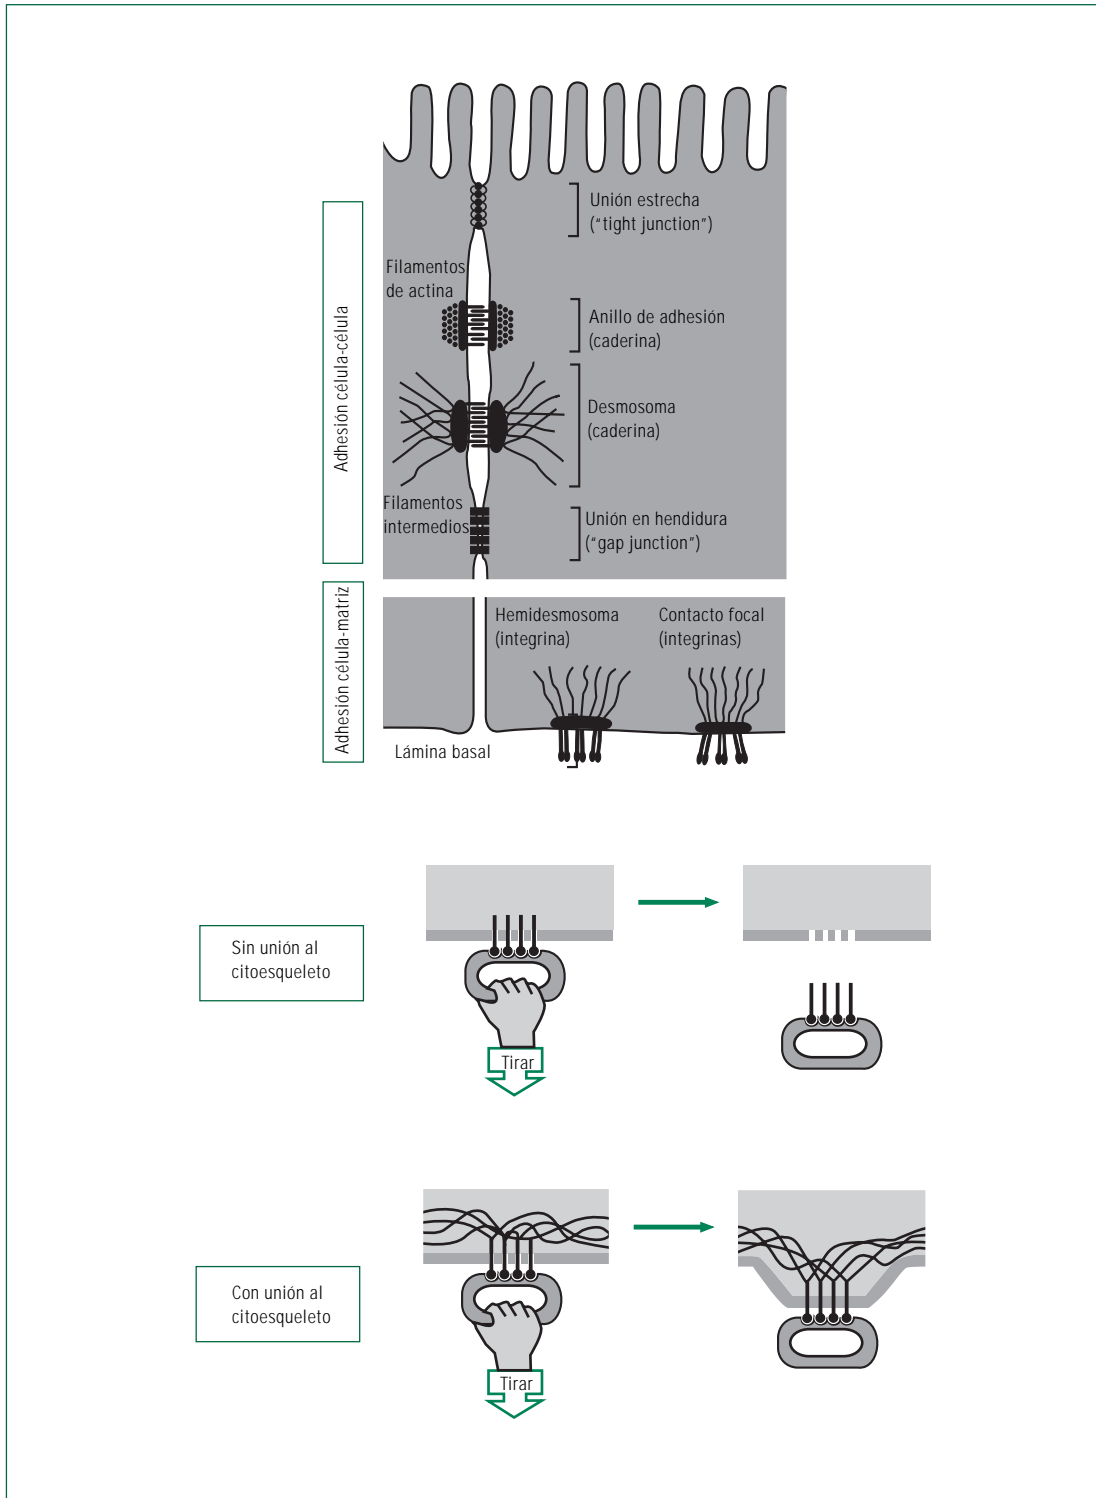 Adhesión célula-célula
Unión estrecha
(“tight junction”)
Filamentos
de actina
Anillo de adhesión
(caderina)
Desmosoma
(caderina)
Filamentos
intermedios
Unión en hendidura
(“gap junction”)
Adhesión célula-matriz
Hemidesmosoma
(integrina)
Contacto focal
(integrinas)
Lámina basal
Sin unión al
citoesqueleto
Tirar
Con unión al
citoesqueleto
Tirar